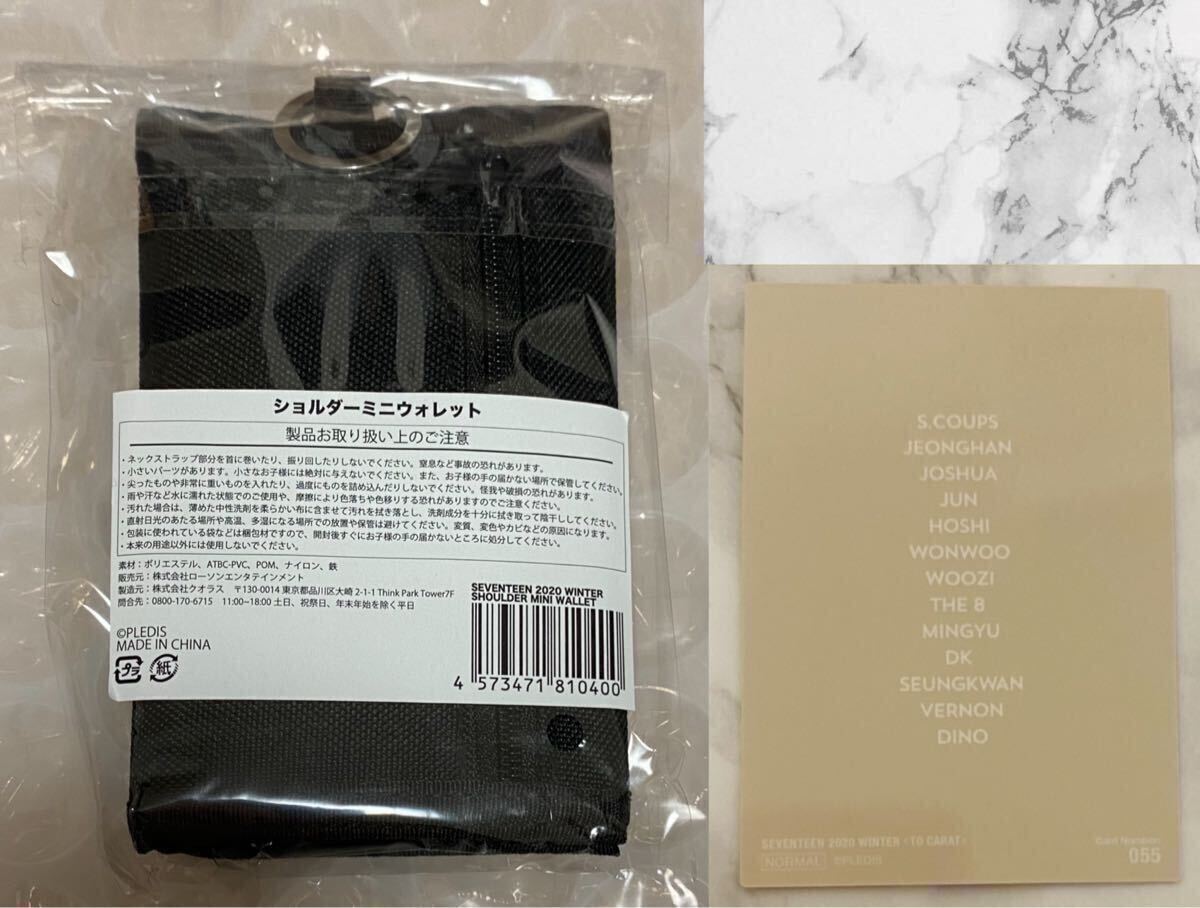 ショルダーミニウォレット
製品お取り扱い上のご注意
・ネックストラップ部分を首に巻いたり、振り回したりしないでください。窒息など事故の恐れがあります。
・小さいパーツがあります。小さなお子様には絶対に与えないでください。また、お子様の手の届かない場所で保管してください。
・尖ったものや非常に重いものを入れたり、過度にものを詰め込んだりしないでください。怪我や破損の恐れがあります。
・雨や汗など水に濡れた状態でのご使用や、摩擦により色落ちや色移りする恐れがありますのでご注意ください。
・汚れた場合は、薄めた中性洗剤を柔らかい布に含ませて汚れを拭き落とし、洗剤成分を十分に拭き取って陰干ししてください。
・直射日光のあたる場所や高温、多湿になる場所での放置や保管は避けてください。変質、変色やカビなどの原因になります。
・包装に使われている袋などは梱包材ですので、開封後すぐにお子様の手の届かないところに処分してください。
・本来の用途以外には使用しないでください。
素材：ポリエステル、ATBC-PVC、POM、ナイロン、鉄
販売元：株式会社ローソンエンタテインメント
製造元：株式会社クオラス 〒130-0014 東京都品川区大崎 2-1-1 Think Park Tower7F
問合先：0800-170-6715 11:00~18:00 土日、祝祭日、年末年始を除く平日
©PLEDIS
MADE IN CHINA
プラ 紙
SEVENTEEN 2020 WINTER
SHOULDER MINI WALLET
4 573471 810400
S.COUPS
JEONGHAN
JOSHUA
JUN
HOSHI
WONWOO
WOOZI
THE 8
MINGYU
DK
SEUNGKWAN
VERNON
DINO
SEVENTEEN 2020 WINTER <TO CARAT>
NORMAL ©PLEDIS
Card Number
055